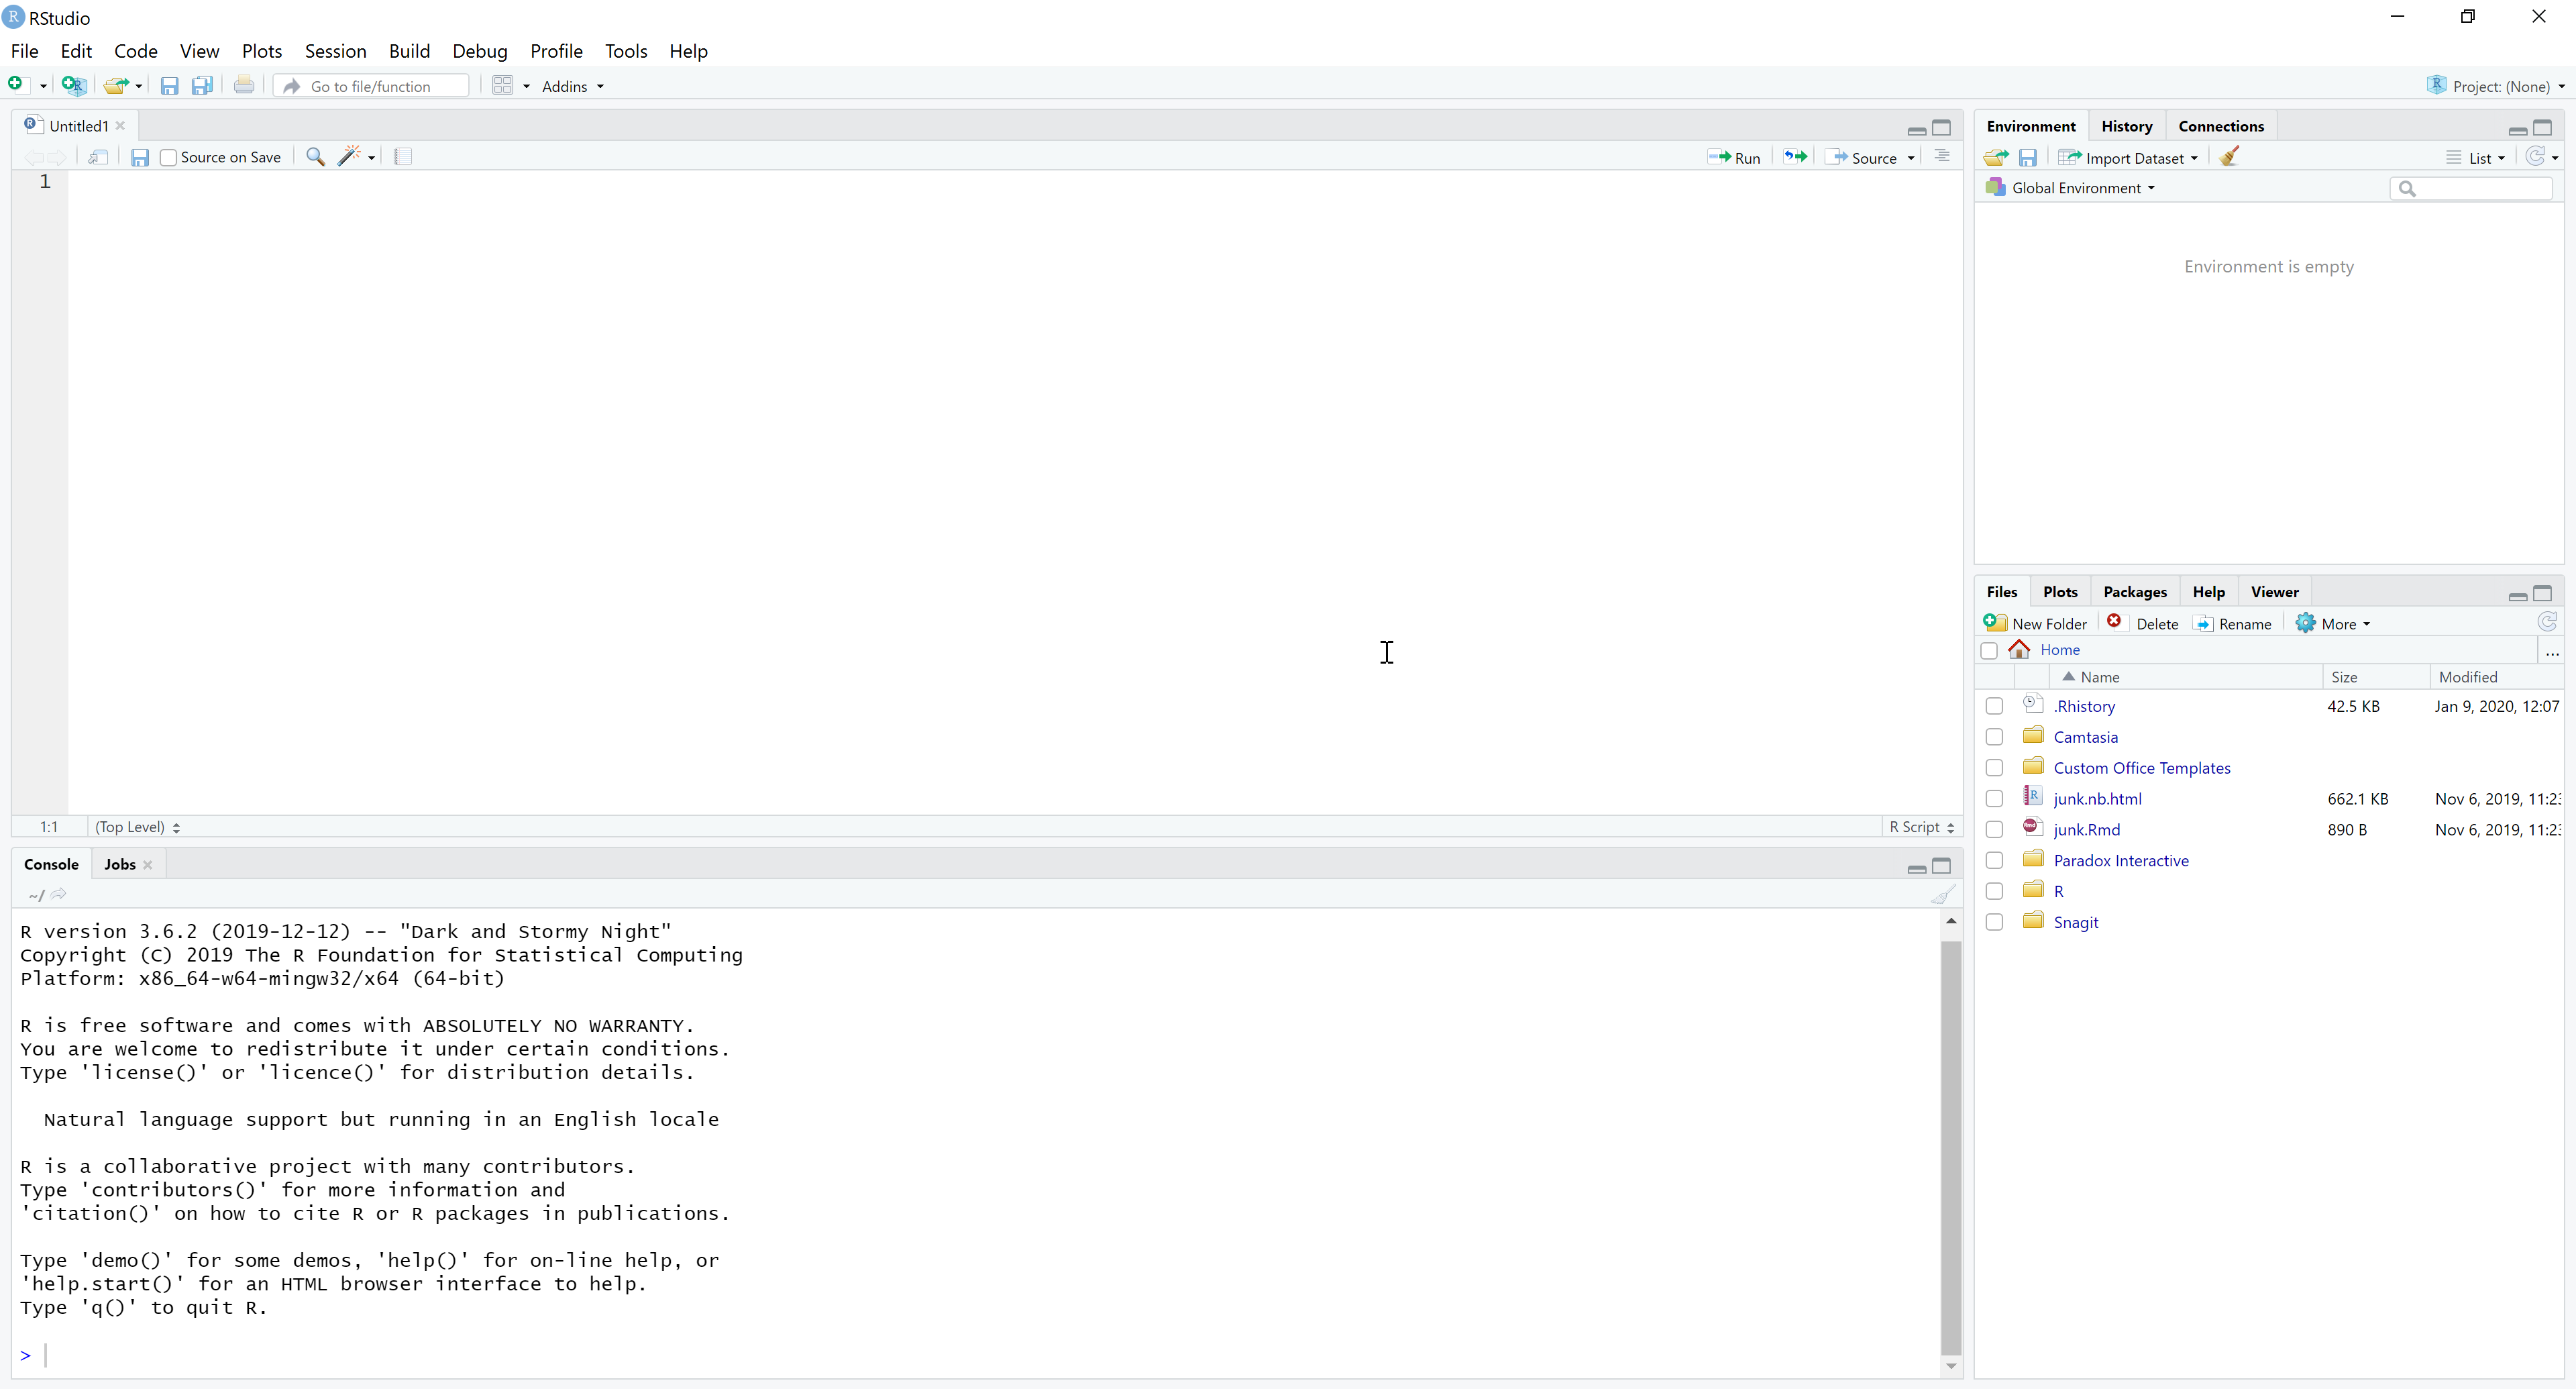 RStudio
File Edit Code View Plots Session Build Debug Profile Tools Help
Go to file/function Addins Project: (None)
Untitled1
Source on Save Run Source
1
1:1 (Top Level) R Script
Console Jobs
~/
R version 3.6.2 (2019-12-12) -- "Dark and Stormy Night"
Copyright (C) 2019 The R Foundation for Statistical Computing
Platform: x86_64-w64-mingw32/x64 (64-bit)
R is free software and comes with ABSOLUTELY NO WARRANTY.
You are welcome to redistribute it under certain conditions.
Type 'license()' or 'licence()' for distribution details.
Natural language support but running in an English locale
R is a collaborative project with many contributors.
Type 'contributors()' for more information and
'citation()' on how to cite R or R packages in publications.
Type 'demo()' for some demos, 'help()' for on-line help, or
'help.start()' for an HTML browser interface to help.
Type 'q()' to quit R.
>
Environment History Connections
Import Dataset List
Global Environment
Environment is empty
Files Plots Packages Help Viewer
New Folder Delete Rename More
Home ...
Name Size Modified
.Rhistory 42.5 KB Jan 9, 2020, 12:07
Camtasia
Custom Office Templates
junk.nb.html 662.1 KB Nov 6, 2019, 11:2
junk.Rmd 890 B Nov 6, 2019, 11:2
Paradox Interactive
R
Snagit